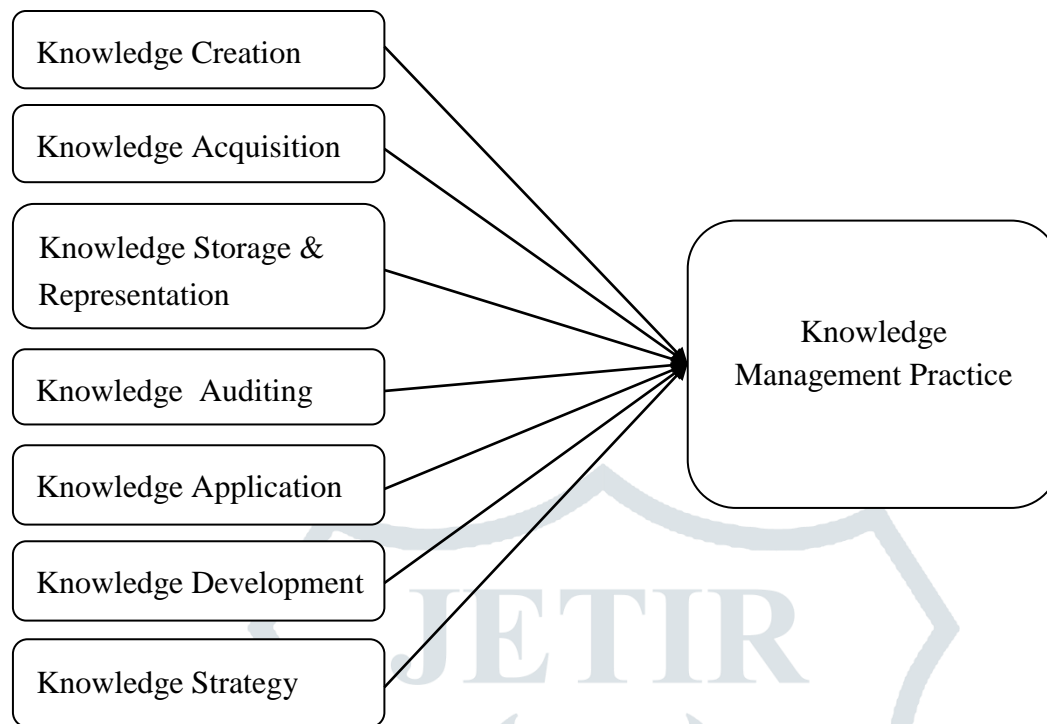 Knowledge Creation
Knowledge Acquisition
Knowledge Storage &
Representation
Knowledge Auditing
Knowledge Application
Knowledge Development
Knowledge Strategy
Knowledge
Management Practice
JETIR